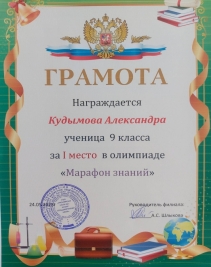 ГРАМОТА
Награждается
Кудымова Александра
ученица 9 класса
за I место в олимпиаде
«Марафон знаний»
Руководитель филиала